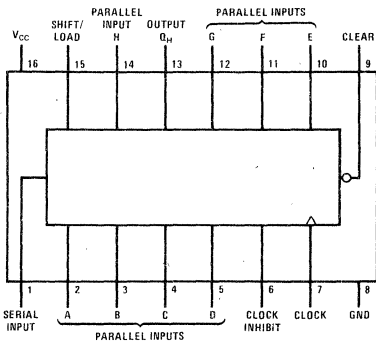 PARALLEL INPUTS
PARALLEL
SHIFT/ INPUT OUTPUT
VCC LOAD H QH G F E CLEAR
16 15 14 13 12 11 10 9
1 2 3 4 5 6 7 8
SERIAL A B C D CLOCK CLOCK GND
INPUT INHIBIT
PARALLEL INPUTS